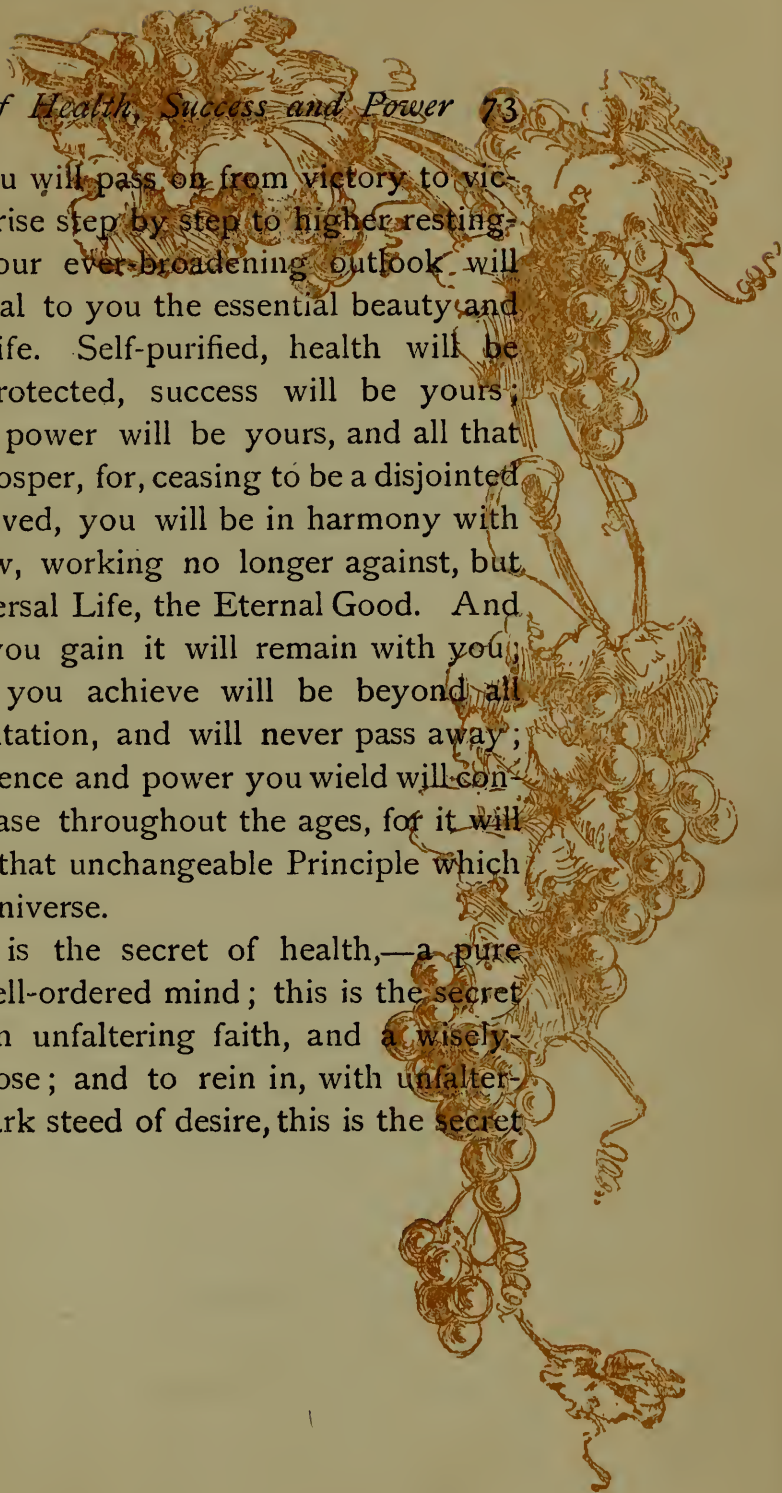 f Health, Success and Power 73
u will pass on from victory to vic-
rise step by step to higher resting-
our ever-broadening outlook will
al to you the essential beauty and
ife. Self-purified, health will be
rotected, success will be yours;
power will be yours, and all that
osper, for, ceasing to be a disjointed
ved, you will be in harmony with
w, working no longer against, but
ersal Life, the Eternal Good. And
you gain it will remain with you;
you achieve will be beyond all
tation, and will never pass away;
ence and power you wield will con-
ase throughout the ages, for it will
that unchangeable Principle which
niverse.
is the secret of health,—a pure
ell-ordered mind; this is the secret
n unfaltering faith, and a wisely-
ose; and to rein in, with unfalter-
rk steed of desire, this is the secret